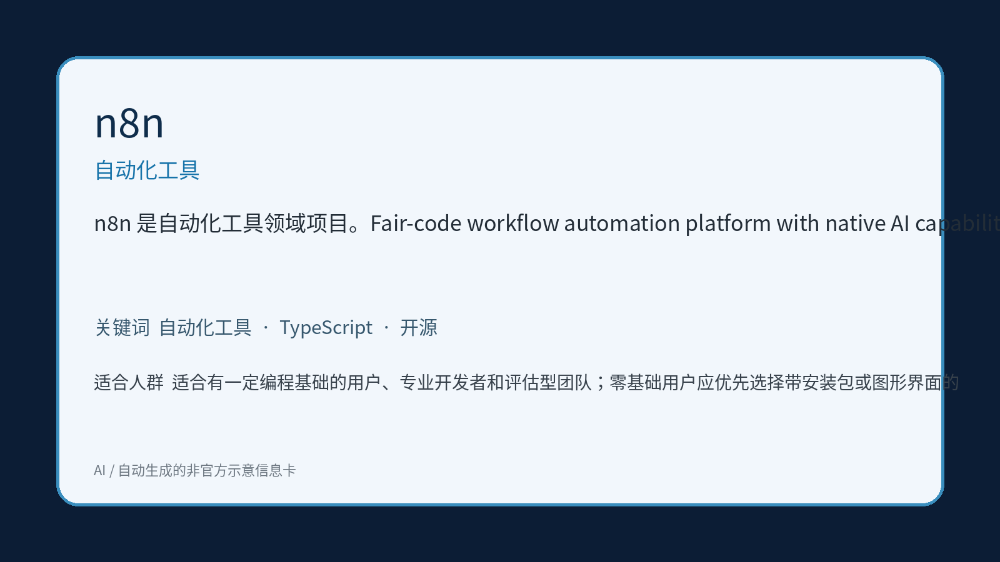 n8n
自动化工具
n8n 是自动化工具领域项目。Fair-code workflow automation platform with native AI capabilit
关键词 自动化工具 · TypeScript · 开源
适合人群 适合有一定编程基础的用户、专业开发者和评估型团队；零基础用户应优先选择带安装包或图形界面的
AI / 自动生成的非官方示意信息卡